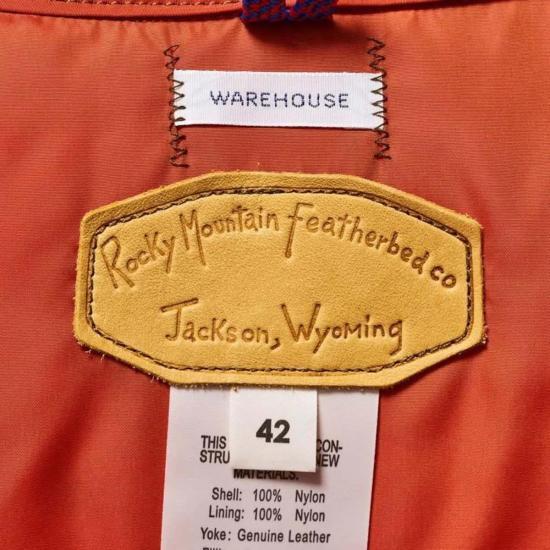 WAREHOUSE
Rocky Mountain Featherbed co
Jackson, Wyoming
42
THIS CON-
STRU NEW
MATERIALS:
Shell: 100% Nylon
Lining: 100% Nylon
Yoke: Genuine Leather